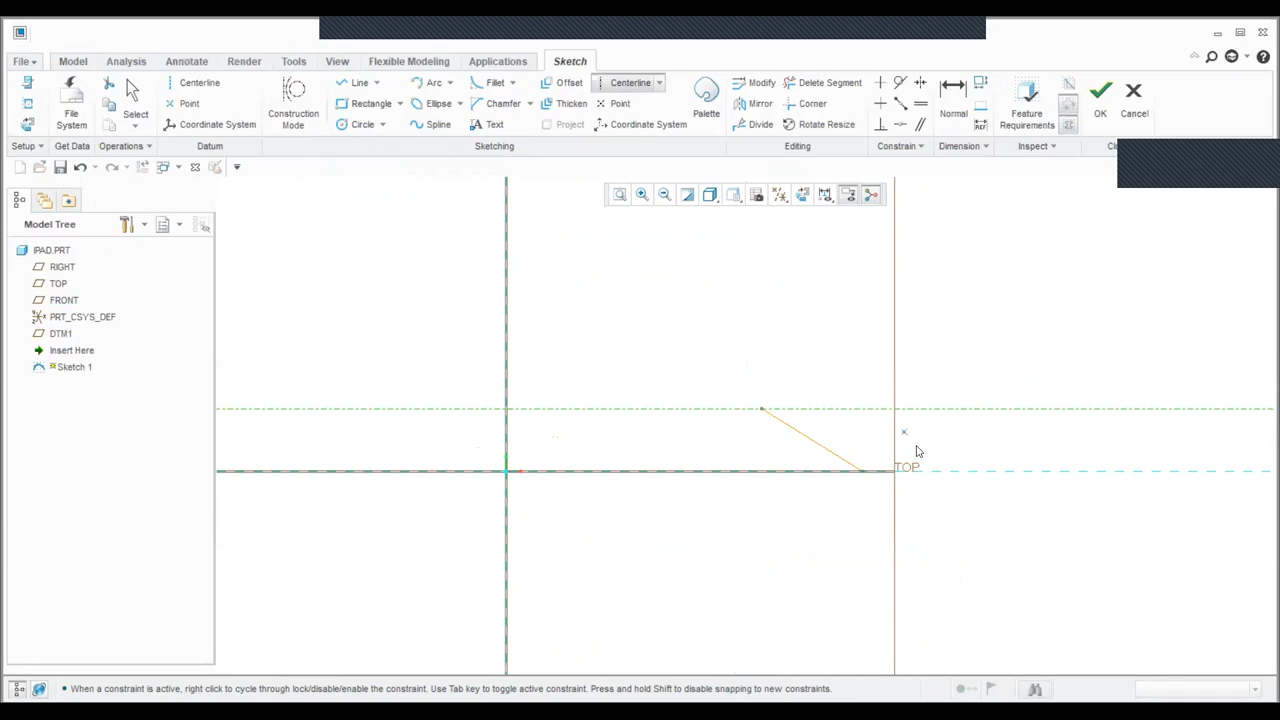 File Model Analysis Annotate Render Tools View Flexible Modeling Applications Sketch
Centerline Line Arc Fillet Offset Centerline Modify Delete Segment
Point Rectangle Ellipse Chamfer Thicken Point Mirror Corner
File System Select Coordinate System Construction Mode Circle Spline Text Project Coordinate System Palette Divide Rotate Resize Normal Feature Requirements OK Cancel
Setup Get Data Operations Datum Sketching Editing Constrain Dimension Inspect Cl
Model Tree
IPAD.PRT
RIGHT
TOP
FRONT
PRT_CSYS_DEF
DTM1
Insert Here
Sketch 1
TOP
When a constraint is active, right click to cycle through lock/disable/enable the constraint. Use Tab key to toggle active constraint. Press and hold Shift to disable snapping to new constraints.